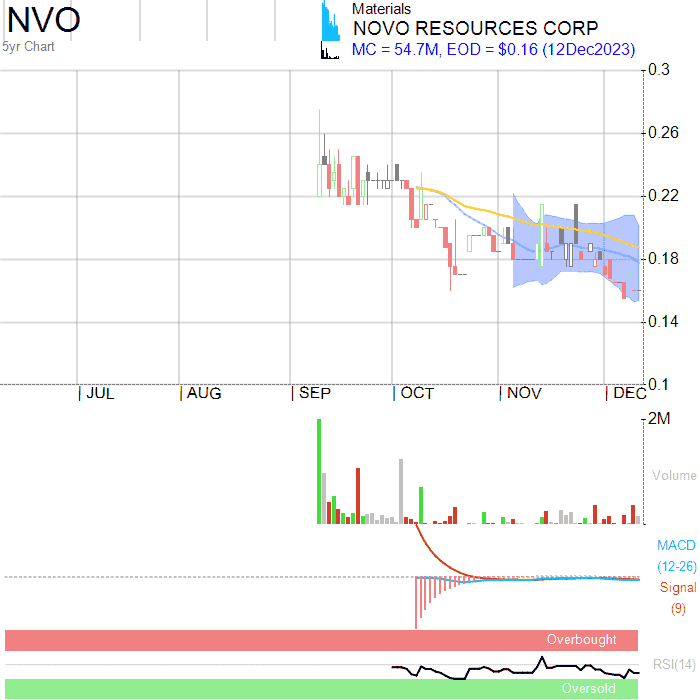 NVO
5yr Chart
Materials
NOVO RESOURCES CORP
MC = 54.7M, EOD = $0.16 (12Dec2023)
0.3
0.26
0.22
0.18
0.14
0.1
| JUL | AUG | SEP | OCT | NOV | DEC
2M
Volume
MACD
(12-26)
Signal
(9)
Overbought
RSI(14)
Oversold